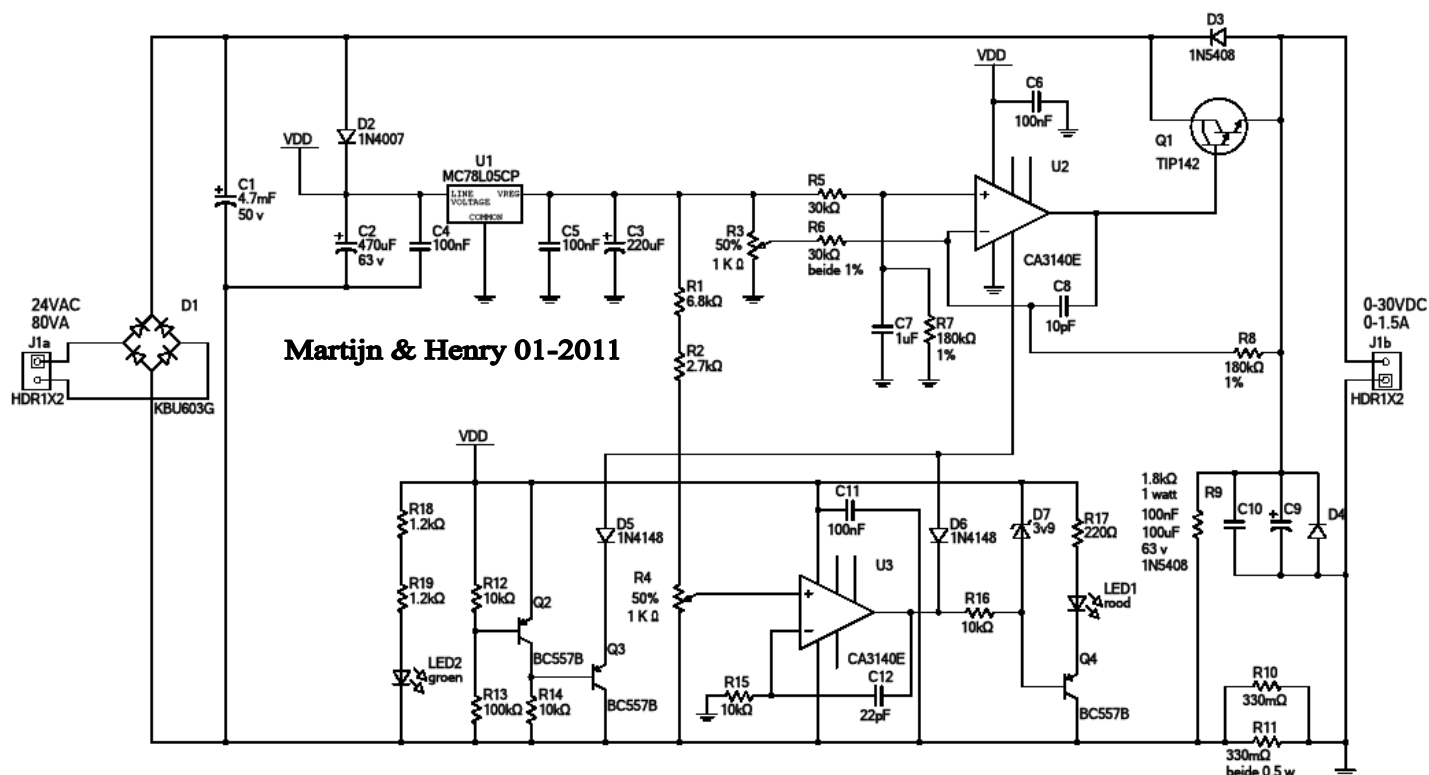 D3
1N5408
VDD
C6
100nF
Q1
TIP142
U2
D2
1N4007
VDD
U1
MC78L05CP
LINE VREG
VOLTAGE
COMMON
C1
4.7mF
50 v
C2
470uF
63 v
C4
100nF
C5
100nF
C3
220uF
R3
50%
1 K Ω
R5
30kΩ
R6
30kΩ
beide 1%
CA3140E
C8
10pF
24VAC
80VA
J1a
HDR1X2
D1
KBU603G
Martijn & Henry 01-2011
R1
6.8kΩ
R2
2.7kΩ
C7
1uF
R7
180kΩ
1%
R8
180kΩ
1%
0-30VDC
0-1.5A
J1b
HDR1X2
VDD
R18
1.2kΩ
R19
1.2kΩ
LED2
groen
R12
10kΩ
R13
100kΩ
Q2
BC557B
R14
10kΩ
D5
1N4148
Q3
BC557B
R4
50%
1 K Ω
C11
100nF
U3
CA3140E
C12
22pF
R15
10kΩ
D6
1N4148
R16
10kΩ
D7
3v9
R17
220Ω
LED1
rood
Q4
BC557B
1.8kΩ
1 watt
100nF
100uF
63 v
1N5408
R9
C10
C9
D4
R10
330mΩ
R11
330mΩ
beide 0.5 w